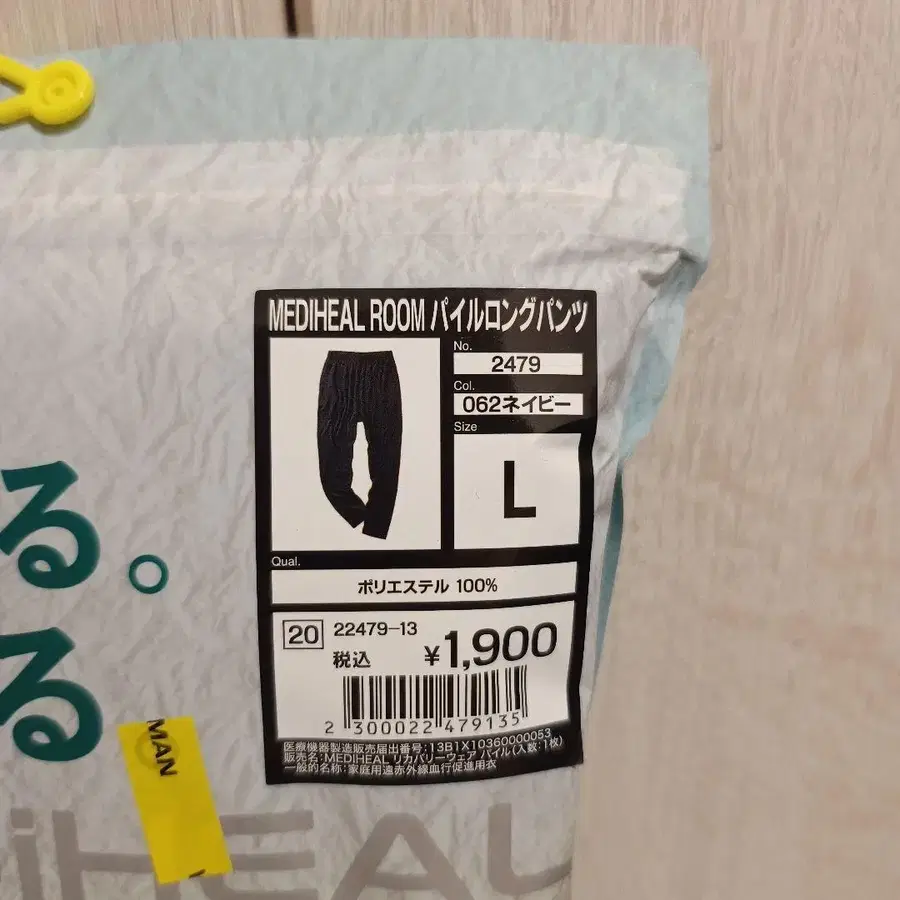 MEDIHEAL ROOM パイルロングパンツ
No.
2479
Col.
062ネイビー
Size
L
Qual.
ポリエステル 100%
20 22479-13
税込 ¥1,900
2 300022 479135
医療機器製造販売届出番号:13B1X10360000053
販売名:MEDIHEAL リカバリーウェア パイル(入数:1枚)
一般的名称:家庭用遠赤外線血行促進用衣
る。
る
MAN
iHEAL